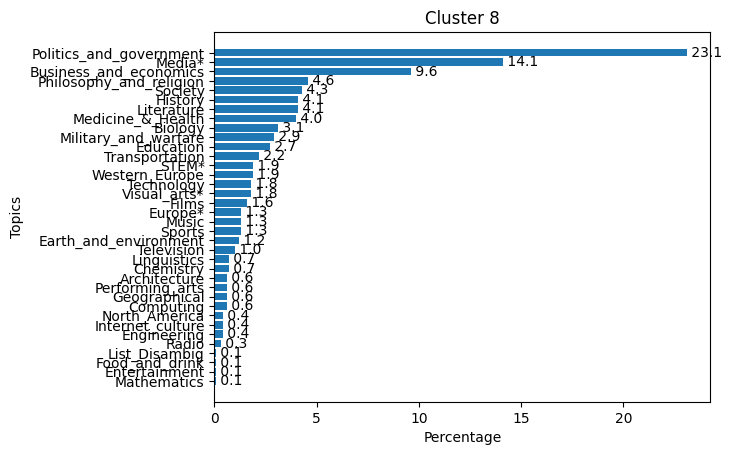 Cluster 8
Politics_and_government 23.1
Media* 14.1
Business_and_economics 9.6
Philosophy_and_religion 4.6
Society 4.3
History 4.1
Literature 4.1
Medicine_&_Health 4.0
Biology 3.1
Military_and_warfare 2.9
Education 2.7
Transportation 2.2
STEM* 1.9
Western_Europe 1.9
Technology 1.8
Visual_arts* 1.8
Films 1.6
Europe* 1.3
Music 1.3
Sports 1.3
Earth_and_environment 1.2
Television 1.0
Linguistics 0.7
Chemistry 0.7
Architecture 0.6
Performing_arts 0.6
Geographical 0.6
Computing 0.6
North_America 0.4
Internet_culture 0.4
Engineering 0.4
Radio 0.3
List_Disambig 0.1
Food_and_drink 0.1
Entertainment 0.1
Mathematics 0.1
Topics
0 5 10 15 20
Percentage